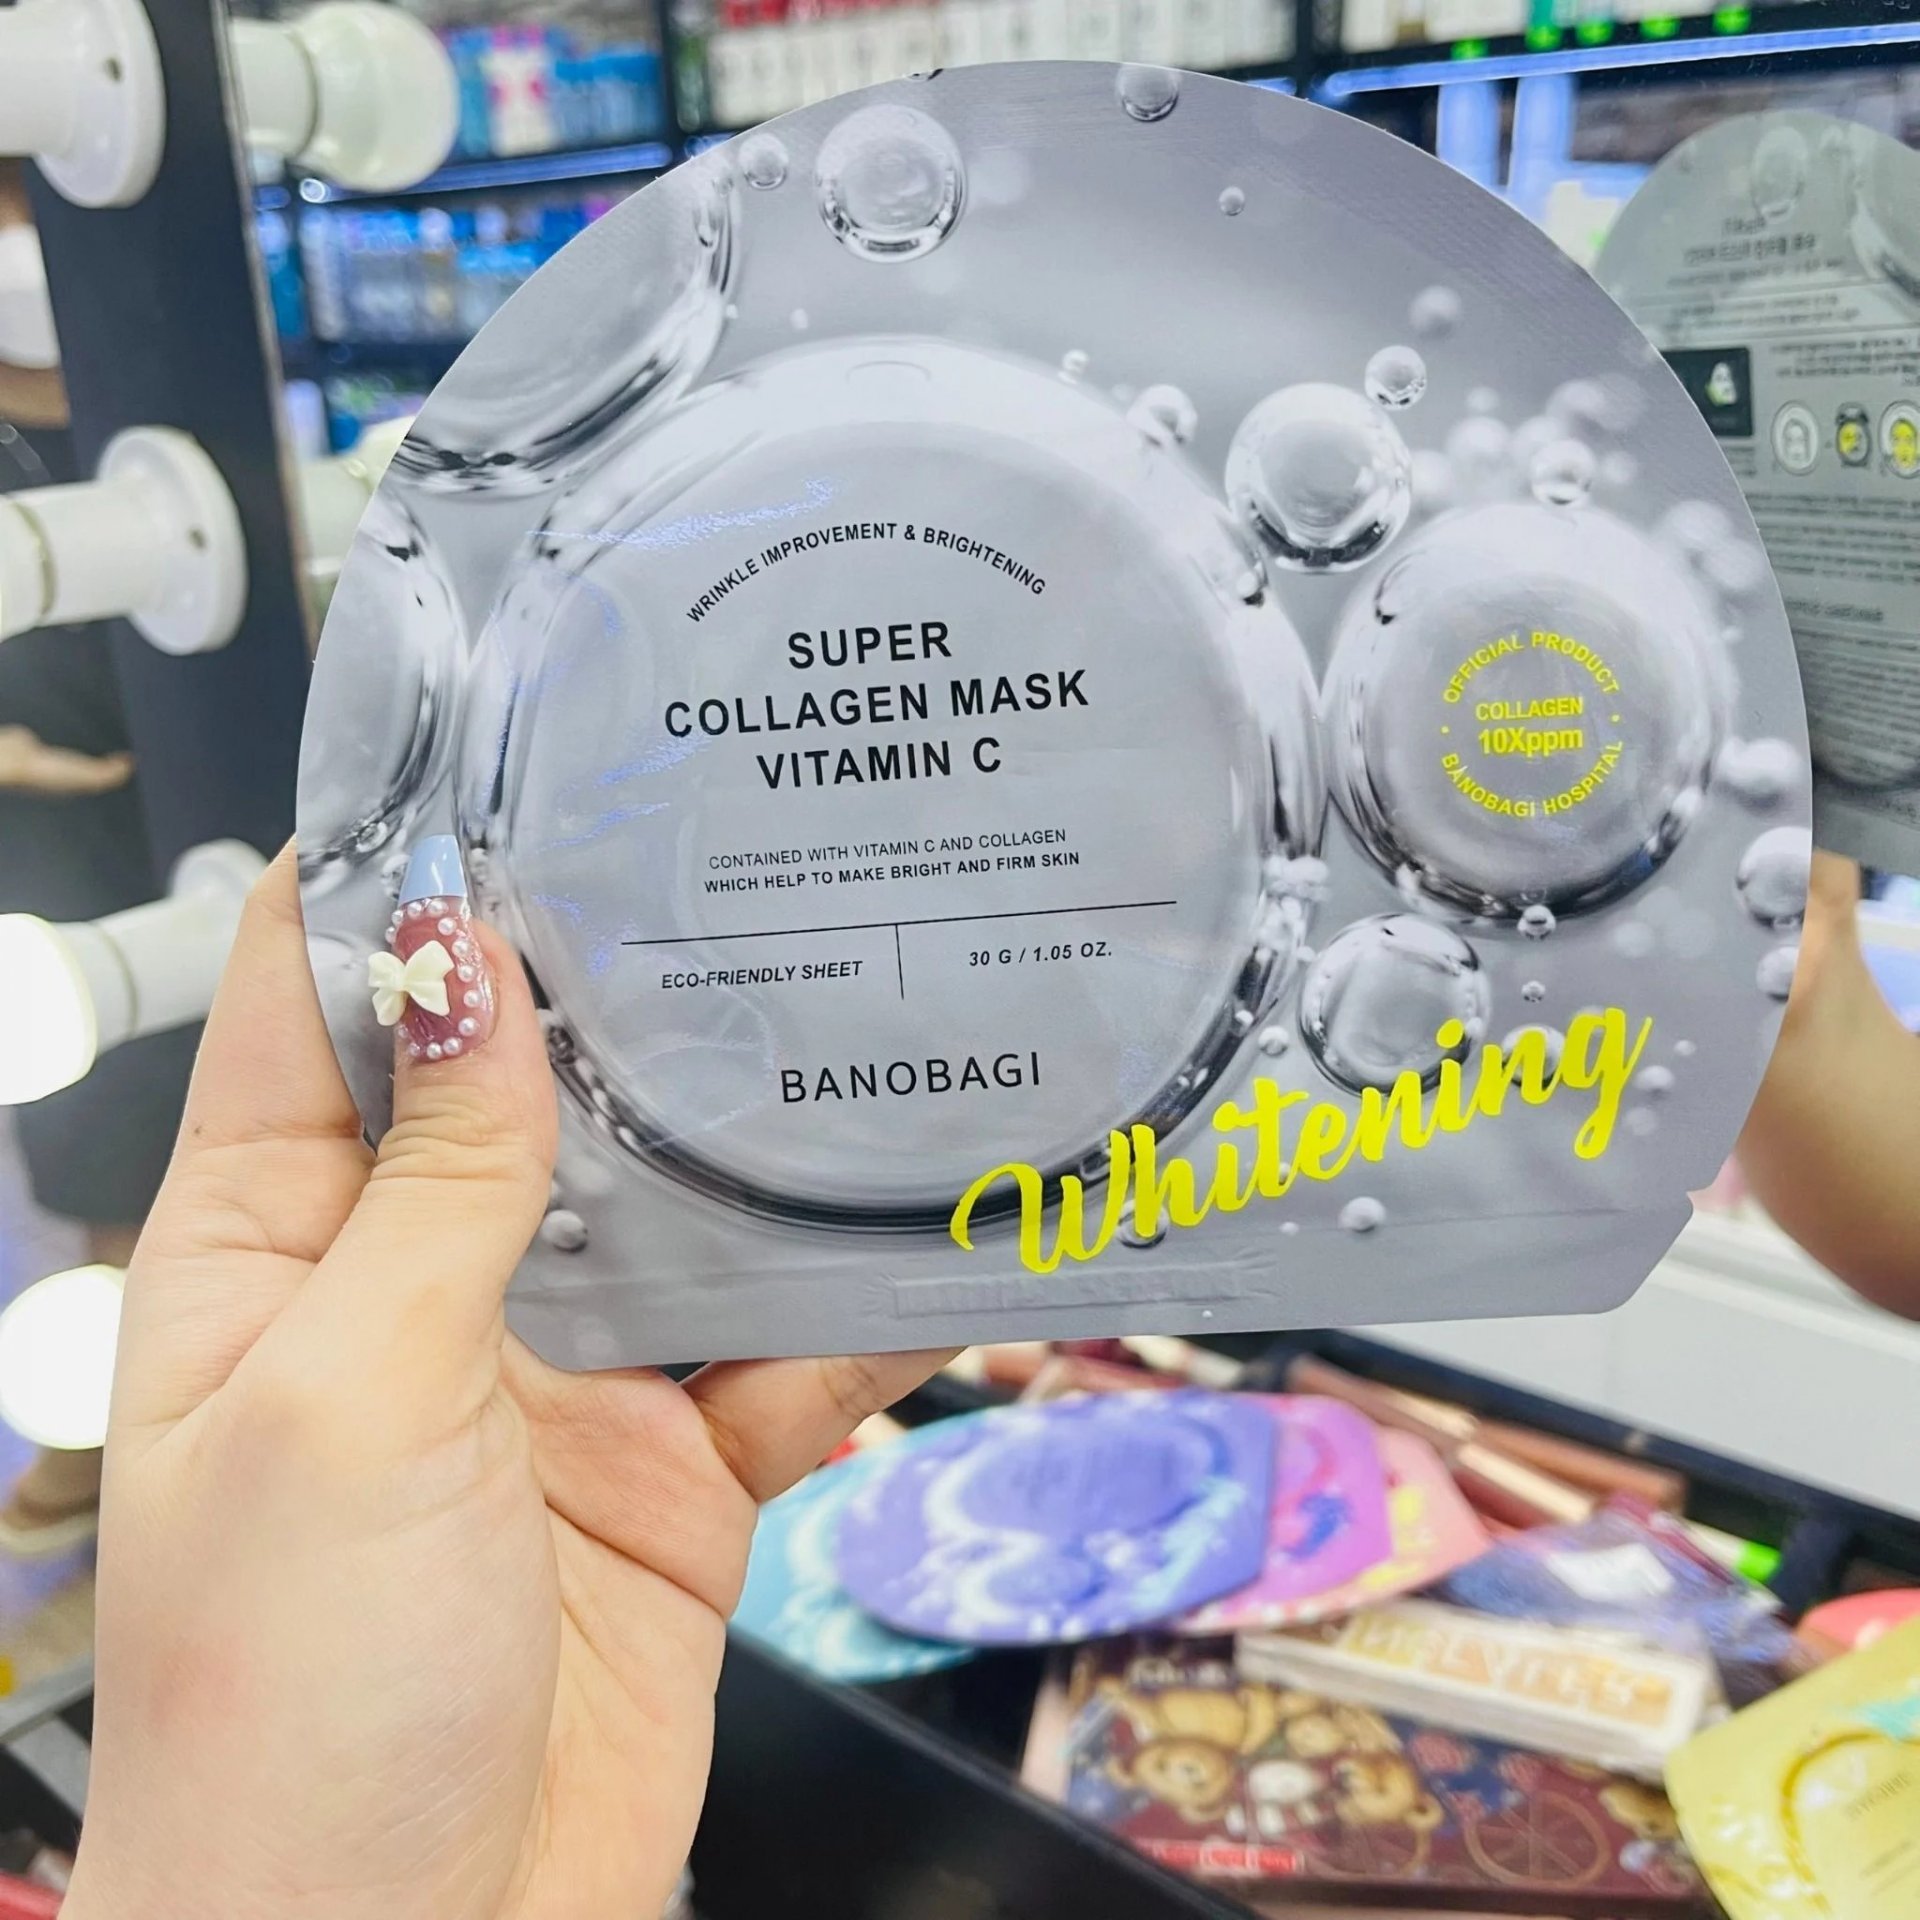 WRINKLE IMPROVEMENT & BRIGHTENING
SUPER
COLLAGEN MASK
VITAMIN C
CONTAINED WITH VITAMIN C AND COLLAGEN
WHICH HELP TO MAKE BRIGHT AND FIRM SKIN
ECO-FRIENDLY SHEET
30 G / 1.05 OZ.
BANOBAGI
OFFICIAL PRODUCT
COLLAGEN
10Xppm
BANOBAGI HOSPITAL
Whitening